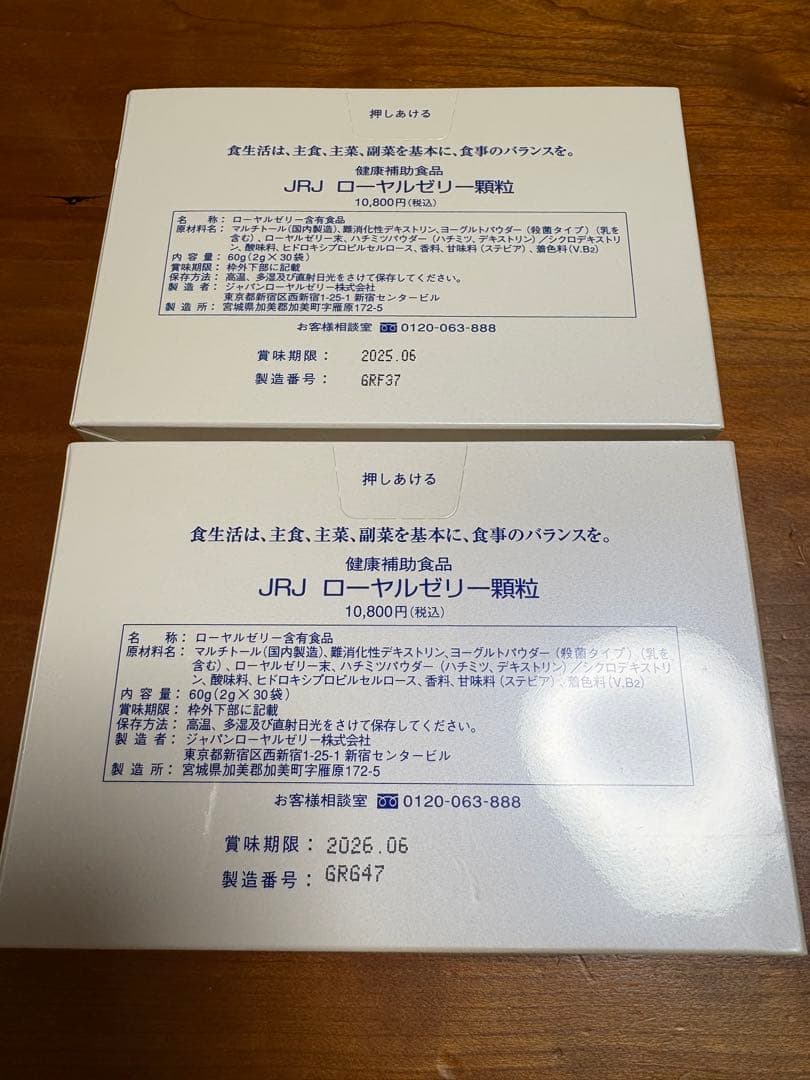 押しあける
食生活は、主食、主菜、副菜を基本に、食事のバランスを。
健康補助食品
JRJ ローヤルゼリー顆粒
10,800円(税込)
名 称：ローヤルゼリー含有食品
原材料名：マルチトール(国内製造)、難消化性デキストリン、ヨーグルトパウダー(殺菌タイプ)(乳を
含む)、ローヤルゼリー末、ハチミツパウダー(ハチミツ、デキストリン)／シクロデキストリ
ン、酸味料、ヒドロキシプロピルセルロース、香料、甘味料(ステビア)、着色料(V.B2)
内 容 量：60g(2g×30袋)
賞味期限：枠外下部に記載
保存方法：高温、多湿及び直射日光をさけて保存してください。
製 造 者：ジャパンローヤルゼリー株式会社
東京都新宿区西新宿1-25-1 新宿センタービル
製 造 所：宮城県加美郡加美町字雁原172-5
お客様相談室 0120-063-888
賞味期限： 2025.06
製造番号： GRF37
押しあける
食生活は、主食、主菜、副菜を基本に、食事のバランスを。
健康補助食品
JRJ ローヤルゼリー顆粒
10,800円(税込)
名 称：ローヤルゼリー含有食品
原材料名：マルチトール(国内製造)、難消化性デキストリン、ヨーグルトパウダー(殺菌タイプ)(乳を
含む)、ローヤルゼリー末、ハチミツパウダー(ハチミツ、デキストリン)／シクロデキストリ
ン、酸味料、ヒドロキシプロピルセルロース、香料、甘味料(ステビア)、着色料(V.B2)
内 容 量：60g(2g×30袋)
賞味期限：枠外下部に記載
保存方法：高温、多湿及び直射日光をさけて保存してください。
製 造 者：ジャパンローヤルゼリー株式会社
東京都新宿区西新宿1-25-1 新宿センタービル
製 造 所：宮城県加美郡加美町字雁原172-5
お客様相談室 0120-063-888
賞味期限： 2026.06
製造番号： GRG47